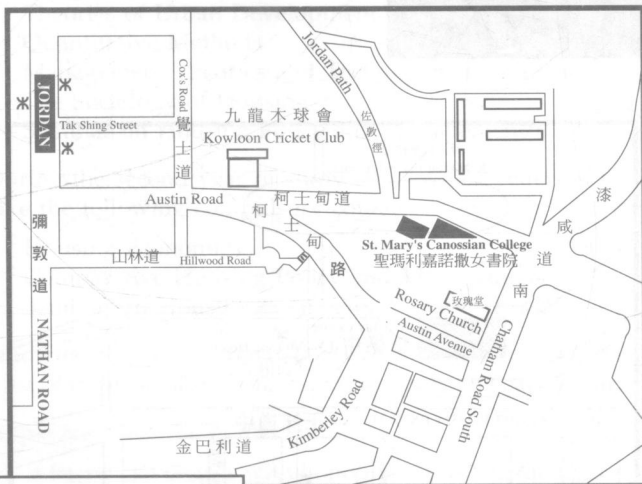 JORDAN
Cox's Road
覺士道
Tak Shing Street
九龍木球會
Kowloon Cricket Club
Jordan Path
佐敦徑
Austin Road
柯士甸道
柯士甸路
山林道
Hillwood Road
彌敦道
NATHAN ROAD
St. Mary's Canossian College
聖瑪利嘉諾撒女書院
漆咸道南
玫瑰堂
Rosary Church
Austin Avenue
Chatham Road South
Kimberley Road
金巴利道